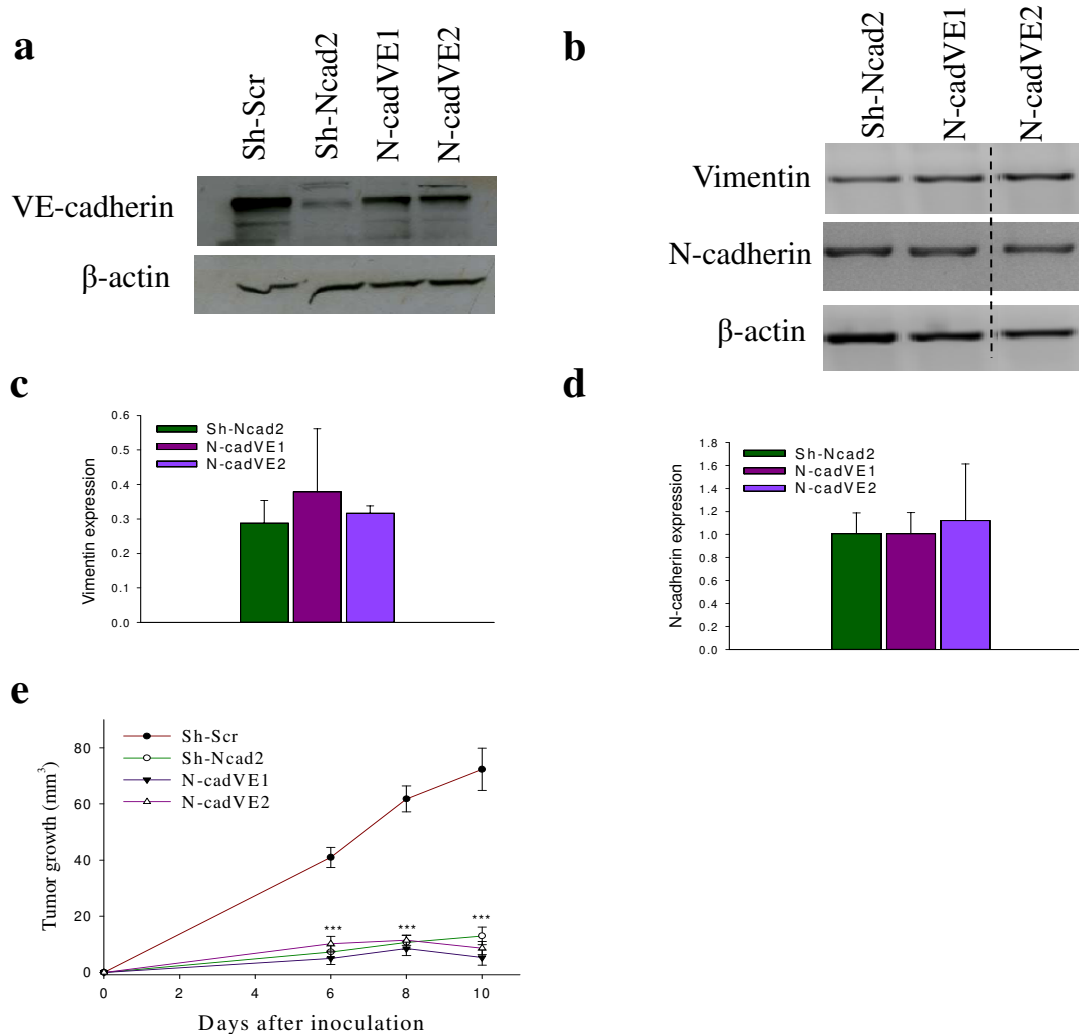 a
Sh-Scr
Sh-Ncad2
N-cadVE1
N-cadVE2
VE-cadherin
β-actin
b
Sh-Ncad2
N-cadVE1
N-cadVE2
Vimentin
N-cadherin
β-actin
c
Vimentin expression
0.6
0.5
0.4
0.3
0.2
0.1
0.0
Sh-Ncad2
N-cadVE1
N-cadVE2
d
N-cadherin expression
1.8
1.6
1.4
1.2
1.0
0.8
0.6
0.4
0.2
0.0
Sh-Ncad2
N-cadVE1
N-cadVE2
e
Tumor growth (mm³)
80
60
40
20
0
Sh-Scr
Sh-Ncad2
N-cadVE1
N-cadVE2
*** *** ***
0 2 4 6 8 10
Days after inoculation